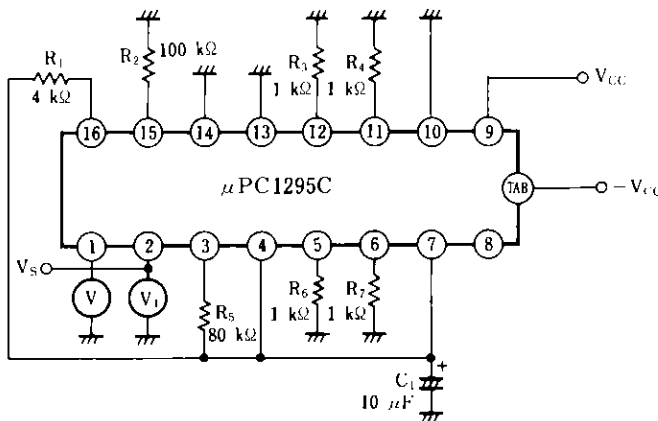 R₁
4 kΩ
R₂
100 kΩ
R₃
1 kΩ
R₄
1 kΩ
V_CC
16 15 14 13 12 11 10 9
μPC1295C
TAB
−V_CC
1 2 3 4 5 6 7 8
V_S
V
V₁
R₅
80 kΩ
R₆
1 kΩ
R₇
1 kΩ
+
C₁
10 μF